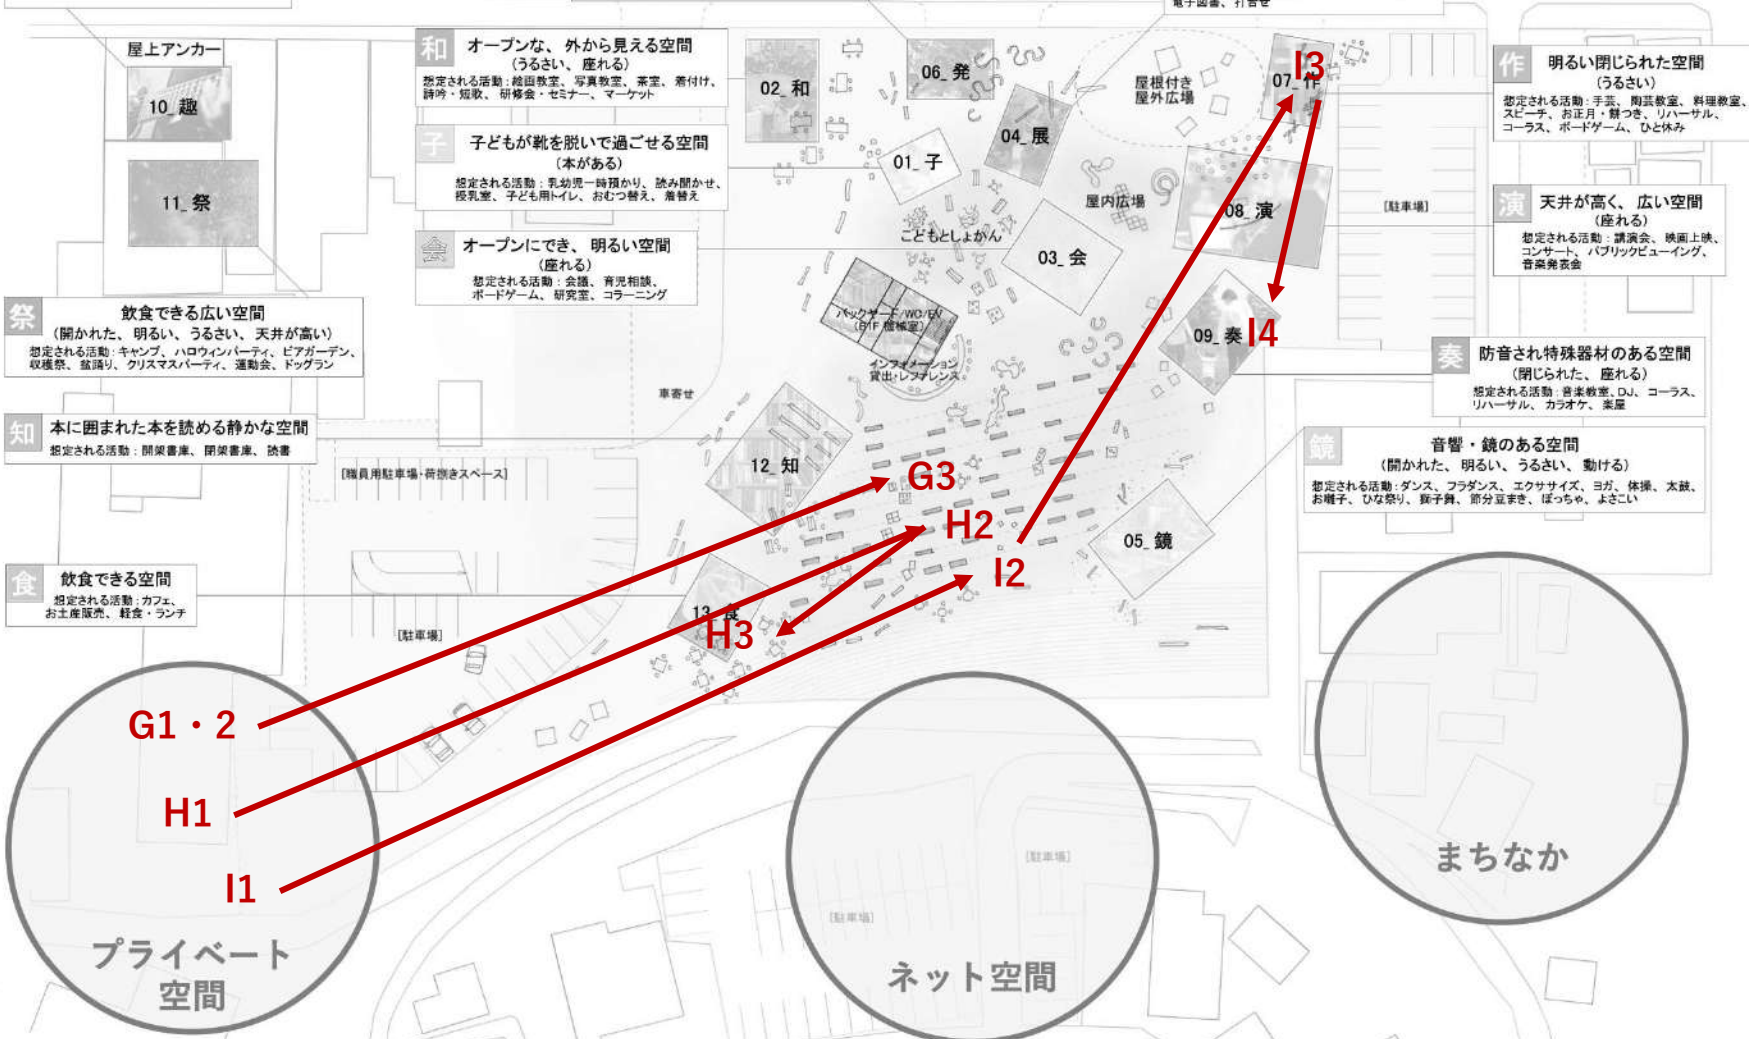 電子図書、打合せ
屋上アンカー
10_趣
11_祭
和
オープンな、外から見える空間
(うるさい、座れる)
想定される活動：絵画教室、写真教室、茶室、着付け、
詩吟・短歌、研修会・セミナー、マーケット
子
子どもが靴を脱いで過ごせる空間
(本がある)
想定される活動：乳幼児一時預かり、読み聞かせ、
授乳室、子ども用トイレ、おむつ替え、着替え
会
オープンにでき、明るい空間
(座れる)
想定される活動：会議、育児相談、
ボードゲーム、研究室、コラーニング
02_和
06_発
04_展
01_子
屋根付き
屋外広場
07_作
I3
作
明るい閉じられた空間
(うるさい)
想定される活動：手芸、陶芸教室、料理教室、
スピーチ、お正月・餅つき、リハーサル、
コーラス、ボードゲーム、ひと休み
屋内広場
08_演
[駐車場]
演
天井が高く、広い空間
(座れる)
想定される活動：講演会、映画上映、
コンサート、パブリックビューイング、
音楽発表会
こどもとしょかん
03_会
バックヤード/WC/EV
(B1F 機械室)
インフォメーション
貸出・レファレンス
09_奏
I4
祭
飲食できる広い空間
(開かれた、明るい、うるさい、天井が高い)
想定される活動：キャンプ、ハロウィンパーティ、ビアガーデン、
収穫祭、盆踊り、クリスマスパーティ、運動会、ドッグラン
奏
防音され特殊器材のある空間
(閉じられた、座れる)
想定される活動：音楽教室、DJ、コーラス、
リハーサル、カラオケ、楽屋
車寄せ
知
本に囲まれた本を読める静かな空間
想定される活動：開架書庫、閉架書庫、読書
[職員用駐車場・荷捌きスペース]
12_知
G3
H2
I2
05_鏡
鏡
音響・鏡のある空間
(開かれた、明るい、うるさい、動ける)
想定される活動：ダンス、フラダンス、エクササイズ、ヨガ、体操、太鼓、
お囃子、ひな祭り、獅子舞、節分豆まき、ぼっちゃ、よさこい
食
飲食できる空間
想定される活動：カフェ、
お土産販売、軽食・ランチ
[駐車場]
13_食
H3
G1・2
H1
I1
プライベート
空間
[駐車場]
[駐車場]
ネット空間
まちなか